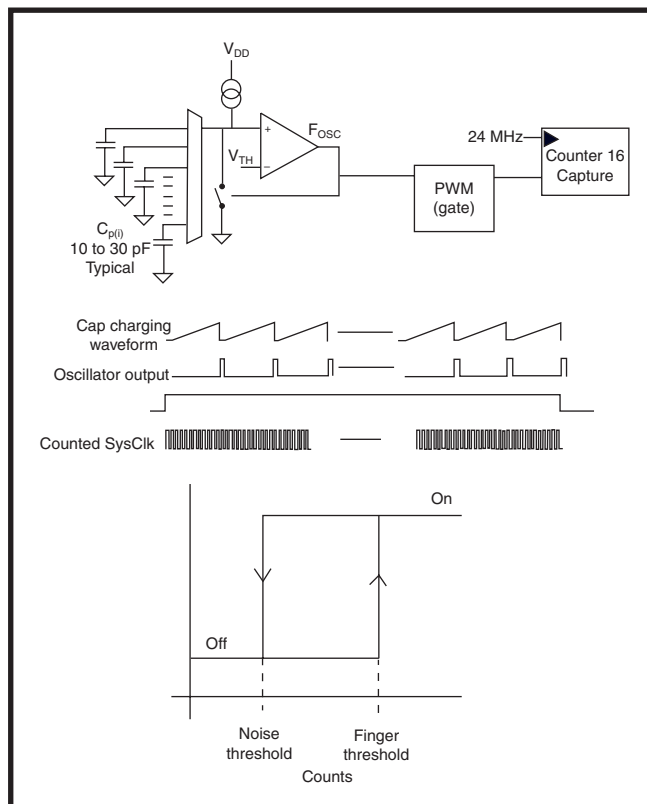 V_DD
+
F_OSC
V_TH
–
24 MHz
Counter 16
Capture
PWM
(gate)
C_p(i)
10 to 30 pF
Typical
Cap charging
waveform
Oscillator output
Counted SysClk
On
Off
Noise
threshold
Finger
threshold
Counts